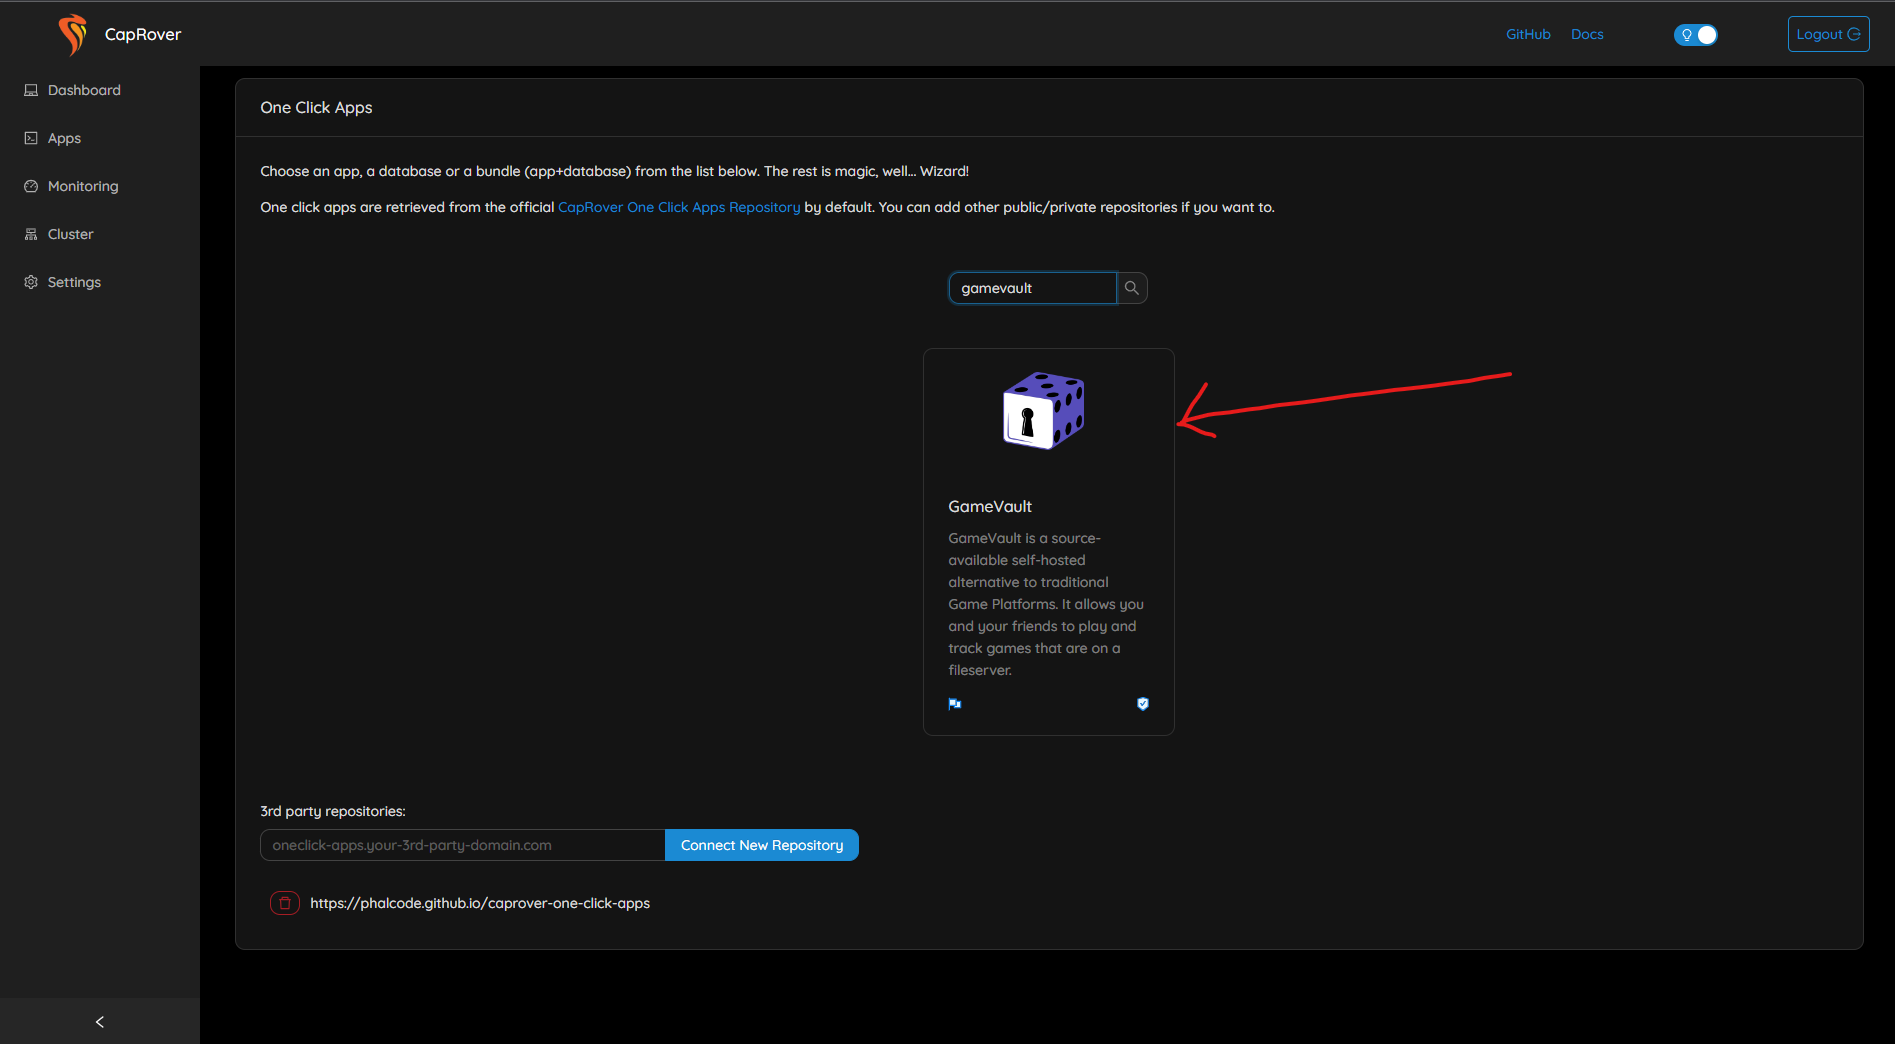 CapRover
GitHub
Docs
Logout
Dashboard
Apps
Monitoring
Cluster
Settings
One Click Apps
Choose an app, a database or a bundle (app+database) from the list below. The rest is magic, well... Wizard!
One click apps are retrieved from the official CapRover One Click Apps Repository by default. You can add other public/private repositories if you want to.
gamevault
GameVault
GameVault is a source-
available self-hosted
alternative to traditional
Game Platforms. It allows you
and your friends to play and
track games that are on a
fileserver.
3rd party repositories:
oneclick-apps.your-3rd-party-domain.com
Connect New Repository
https://phalcode.github.io/caprover-one-click-apps